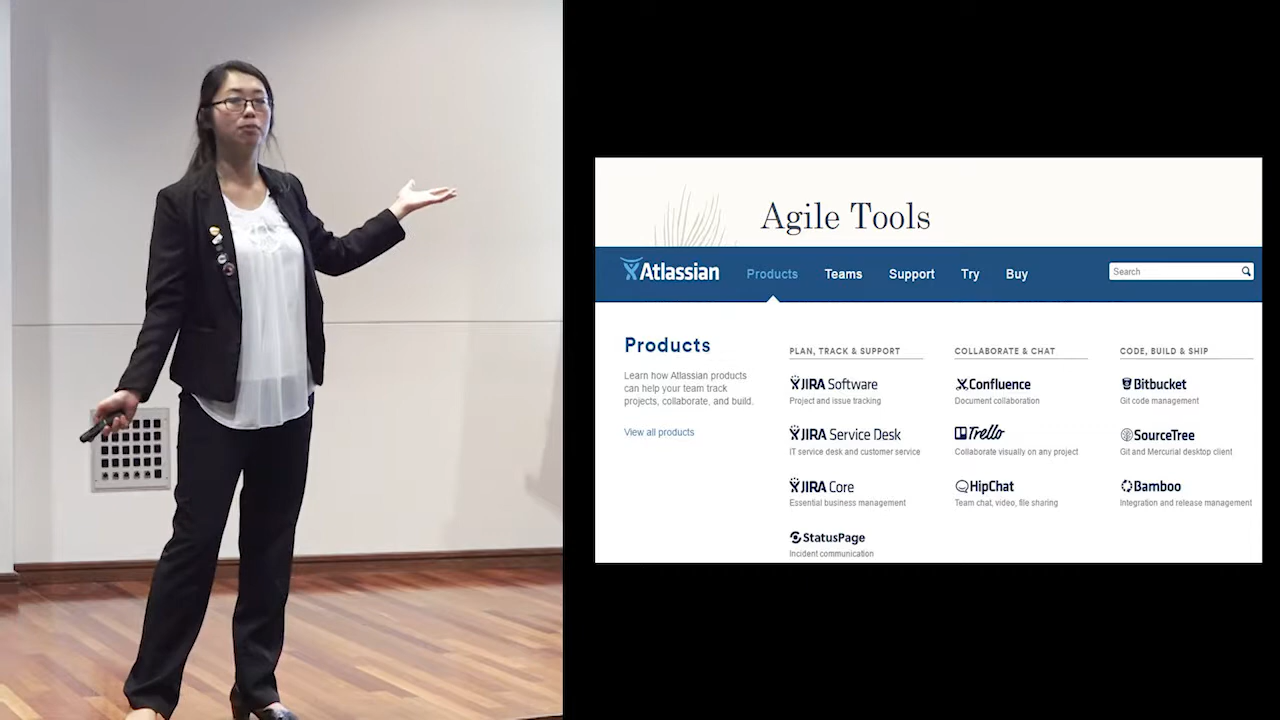 Agile Tools
Atlassian Products Teams Support Try Buy Search
Products
Learn how Atlassian products
can help your team track
projects, collaborate, and build.
View all products
PLAN, TRACK & SUPPORT
JIRA Software
Project and issue tracking
JIRA Service Desk
IT service desk and customer service
JIRA Core
Essential business management
StatusPage
Incident communication
COLLABORATE & CHAT
Confluence
Document collaboration
Trello
Collaborate visually on any project
HipChat
Team chat, video, file sharing
CODE, BUILD & SHIP
Bitbucket
Git code management
SourceTree
Git and Mercurial desktop client
Bamboo
Integration and release management